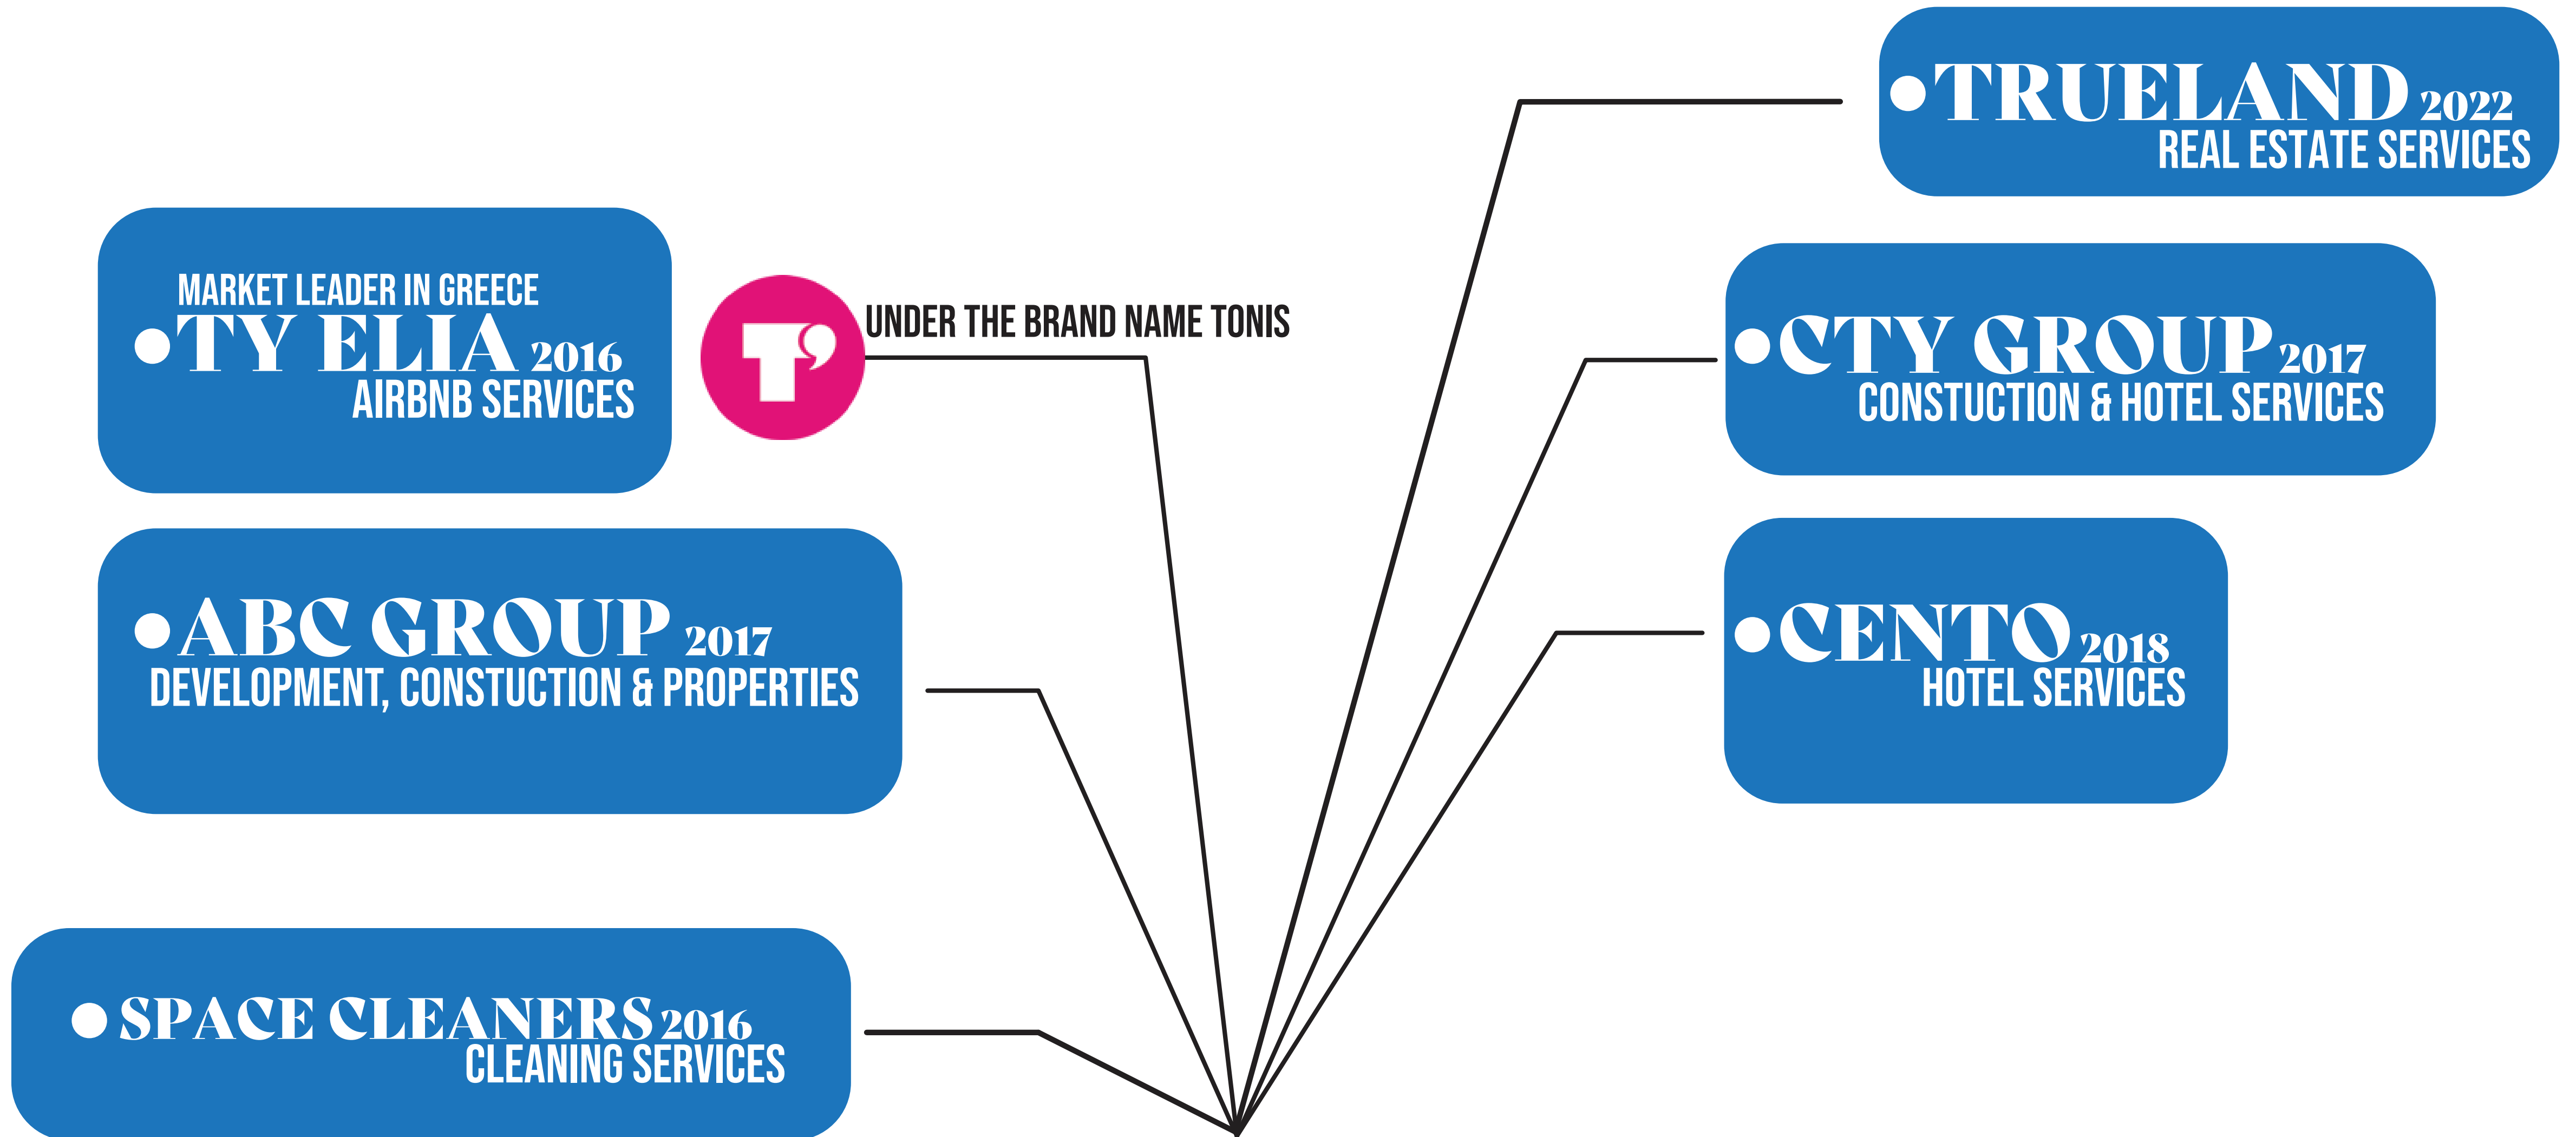 MARKET LEADER IN GREECE
•TY ELIA 2016
AIRBNB SERVICES
T'
UNDER THE BRAND NAME TONIS
•ABC GROUP 2017
DEVELOPMENT, CONSTUCTION & PROPERTIES
•SPACE CLEANERS 2016
CLEANING SERVICES
•TRUELAND 2022
REAL ESTATE SERVICES
•CTY GROUP 2017
CONSTUCTION & HOTEL SERVICES
•CENTO 2018
HOTEL SERVICES